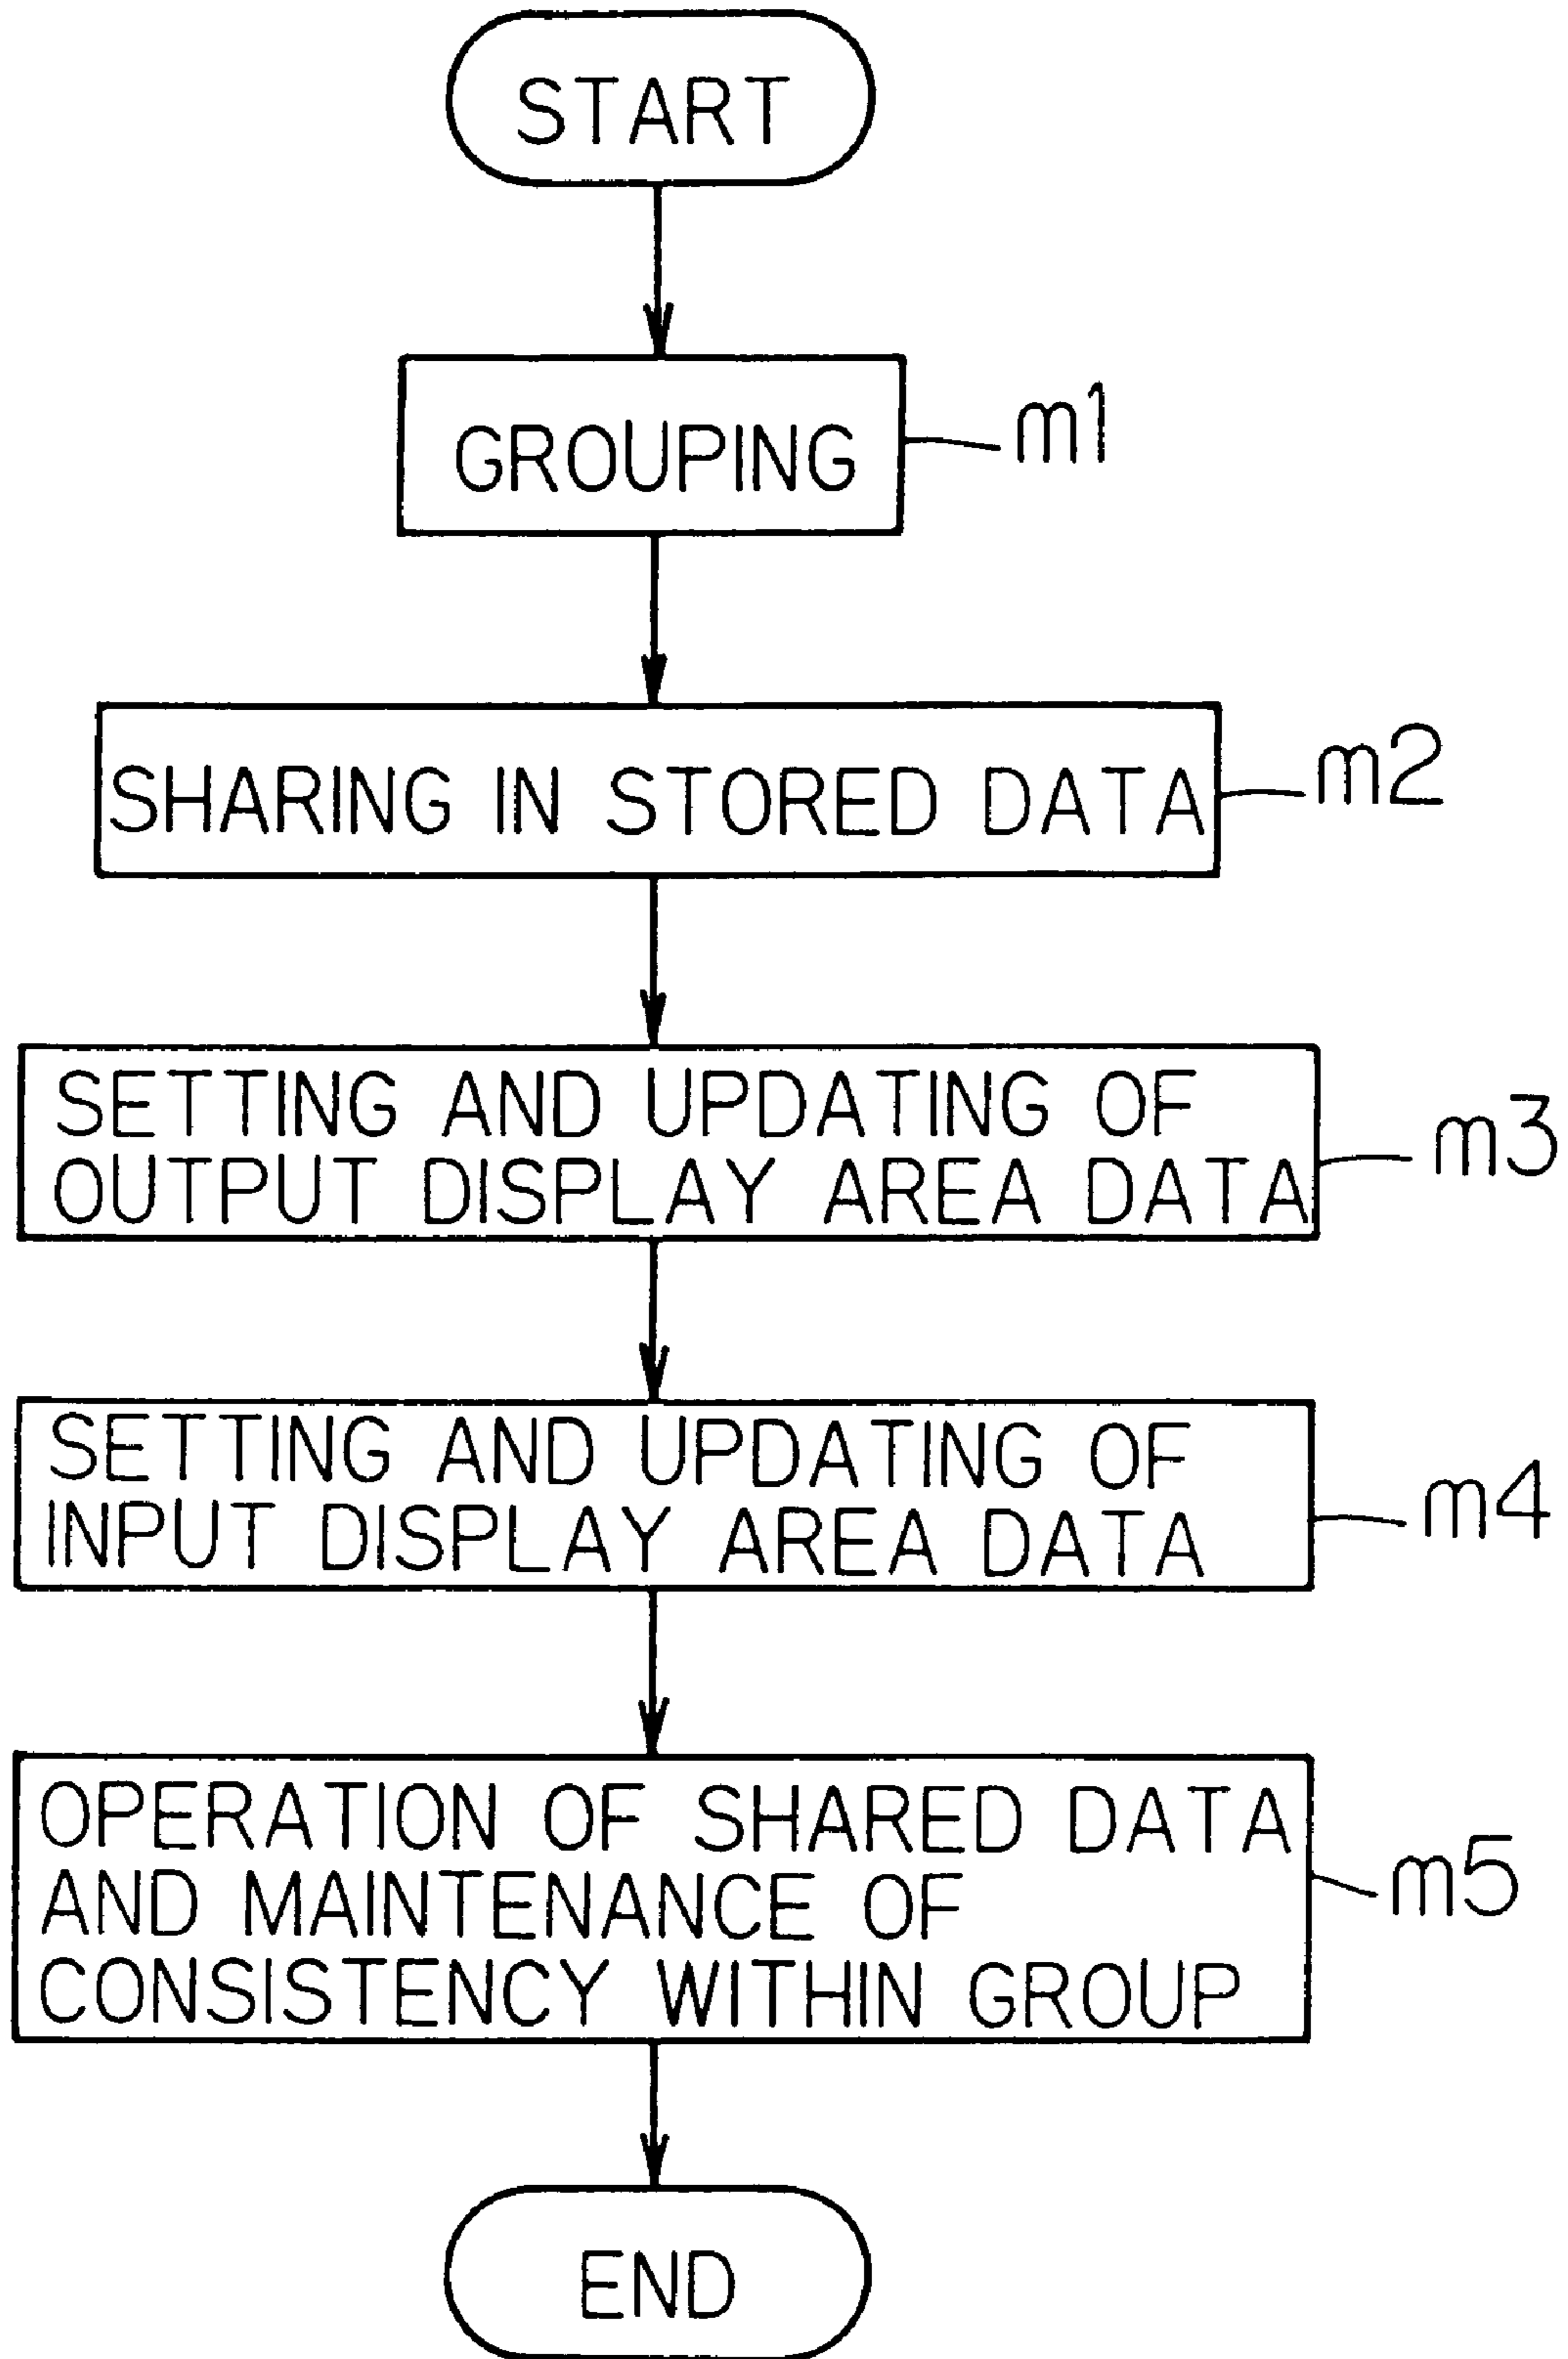 START
GROUPING
m1
SHARING IN STORED DATA
m2
SETTING AND UPDATING OF
OUTPUT DISPLAY AREA DATA
m3
SETTING AND UPDATING OF
INPUT DISPLAY AREA DATA
m4
OPERATION OF SHARED DATA
AND MAINTENANCE OF
CONSISTENCY WITHIN GROUP
m5
END